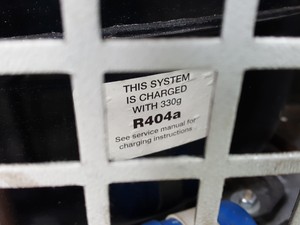 THIS SYSTEM
IS CHARGED
WITH 330g
R404a
See service manual for
charging instructions